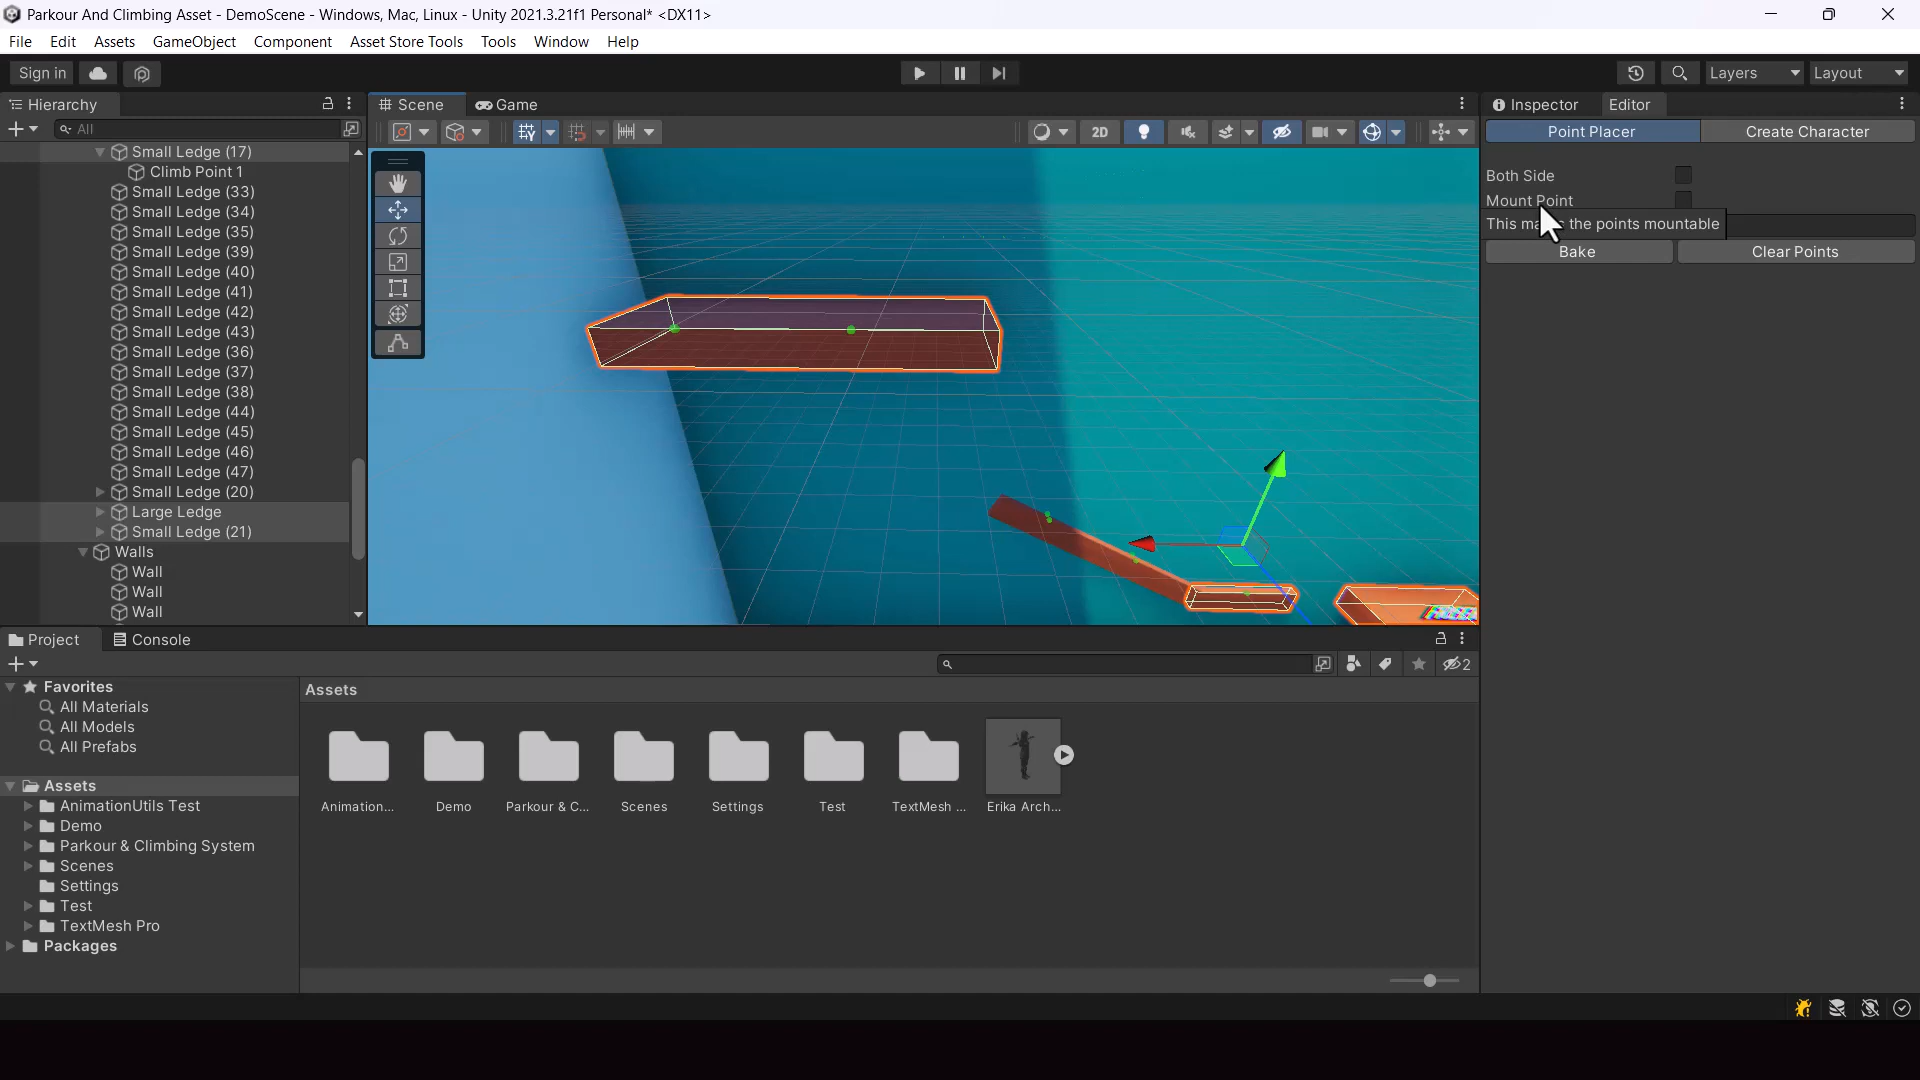 Parkour And Climbing Asset - DemoScene - Windows, Mac, Linux - Unity 2021.3.21f1 Personal* <DX11>
File Edit Assets GameObject Component Asset Store Tools Tools Window Help
Sign in Layers Layout
Hierarchy Scene Game Inspector Editor
All 2D Point Placer Create Character
Small Ledge (17)
Climb Point 1
Small Ledge (33)
Small Ledge (34)
Small Ledge (35)
Small Ledge (39)
Small Ledge (40)
Small Ledge (41)
Small Ledge (42)
Small Ledge (43)
Small Ledge (36)
Small Ledge (37)
Small Ledge (38)
Small Ledge (44)
Small Ledge (45)
Small Ledge (46)
Small Ledge (47)
Small Ledge (20)
Large Ledge
Small Ledge (21)
Walls
Wall
Wall
Wall
Both Side
Mount Point
This the points mountable
Bake Clear Points
Project Console
2
Favorites
All Materials
All Models
All Prefabs
Assets
AnimationUtils Test
Demo
Parkour & Climbing System
Scenes
Settings
Test
TextMesh Pro
Packages
Assets
Animation... Demo Parkour & C... Scenes Settings Test TextMesh ... Erika Arch...